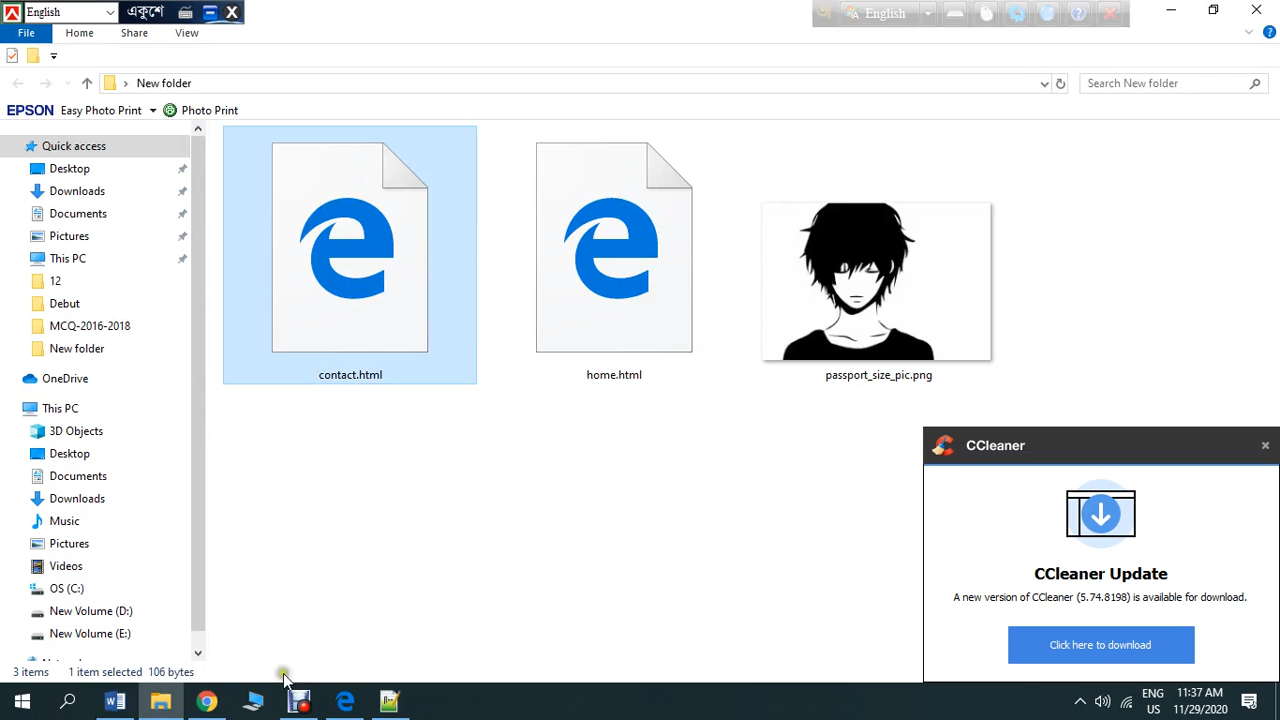 English
একুশে
English
File
Home
Share
View
New folder
Search New folder
EPSON Easy Photo Print
Photo Print
Quick access
Desktop
Downloads
Documents
Pictures
This PC
12
Debut
MCQ-2016-2018
New folder
OneDrive
This PC
3D Objects
Desktop
Documents
Downloads
Music
Pictures
Videos
OS (C:)
New Volume (D:)
New Volume (E:)
contact.html
home.html
passport_size_pic.png
CCleaner
CCleaner Update
A new version of CCleaner (5.74.8198) is available for download.
Click here to download
3 items
1 item selected 106 bytes
ENG
US
11:37 AM
11/29/2020